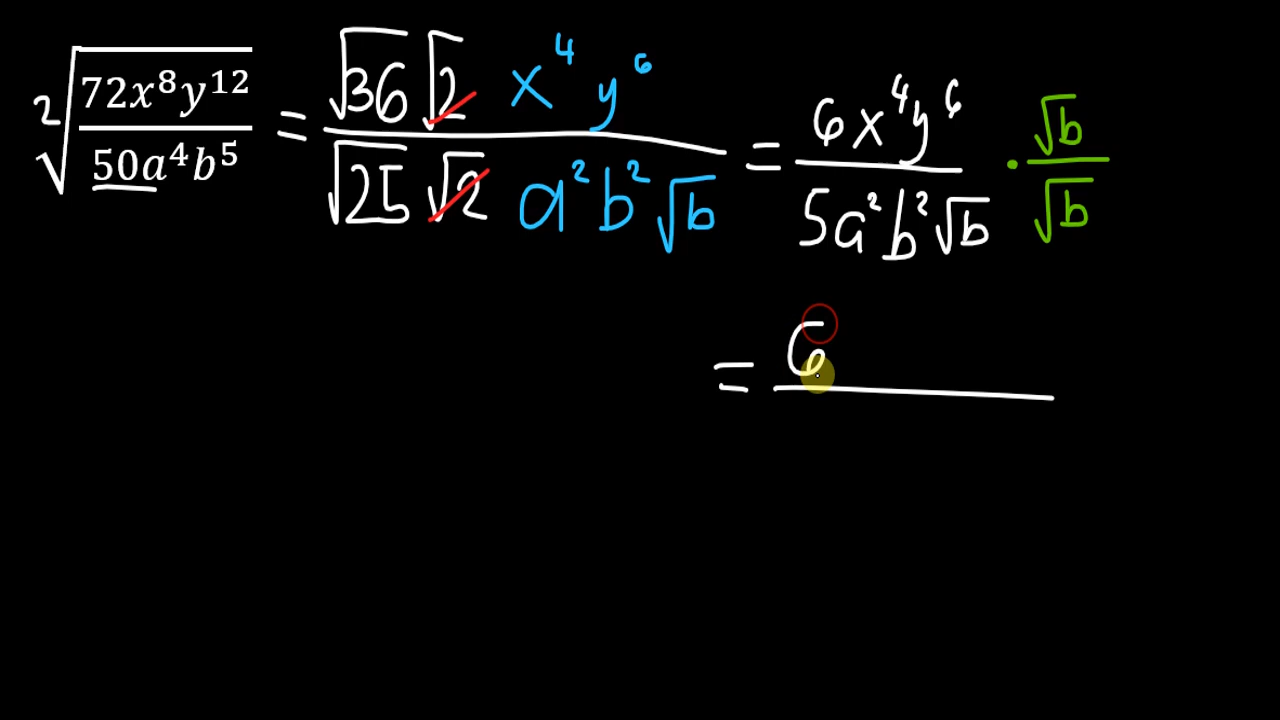 ²√(72x⁸y¹²/50a⁴b⁵) = (√36 √2 x⁴ y⁶)/(√25 √2 a² b² √b) = (6x⁴y⁶)/(5a²b²√b) · √b/√b
= 6